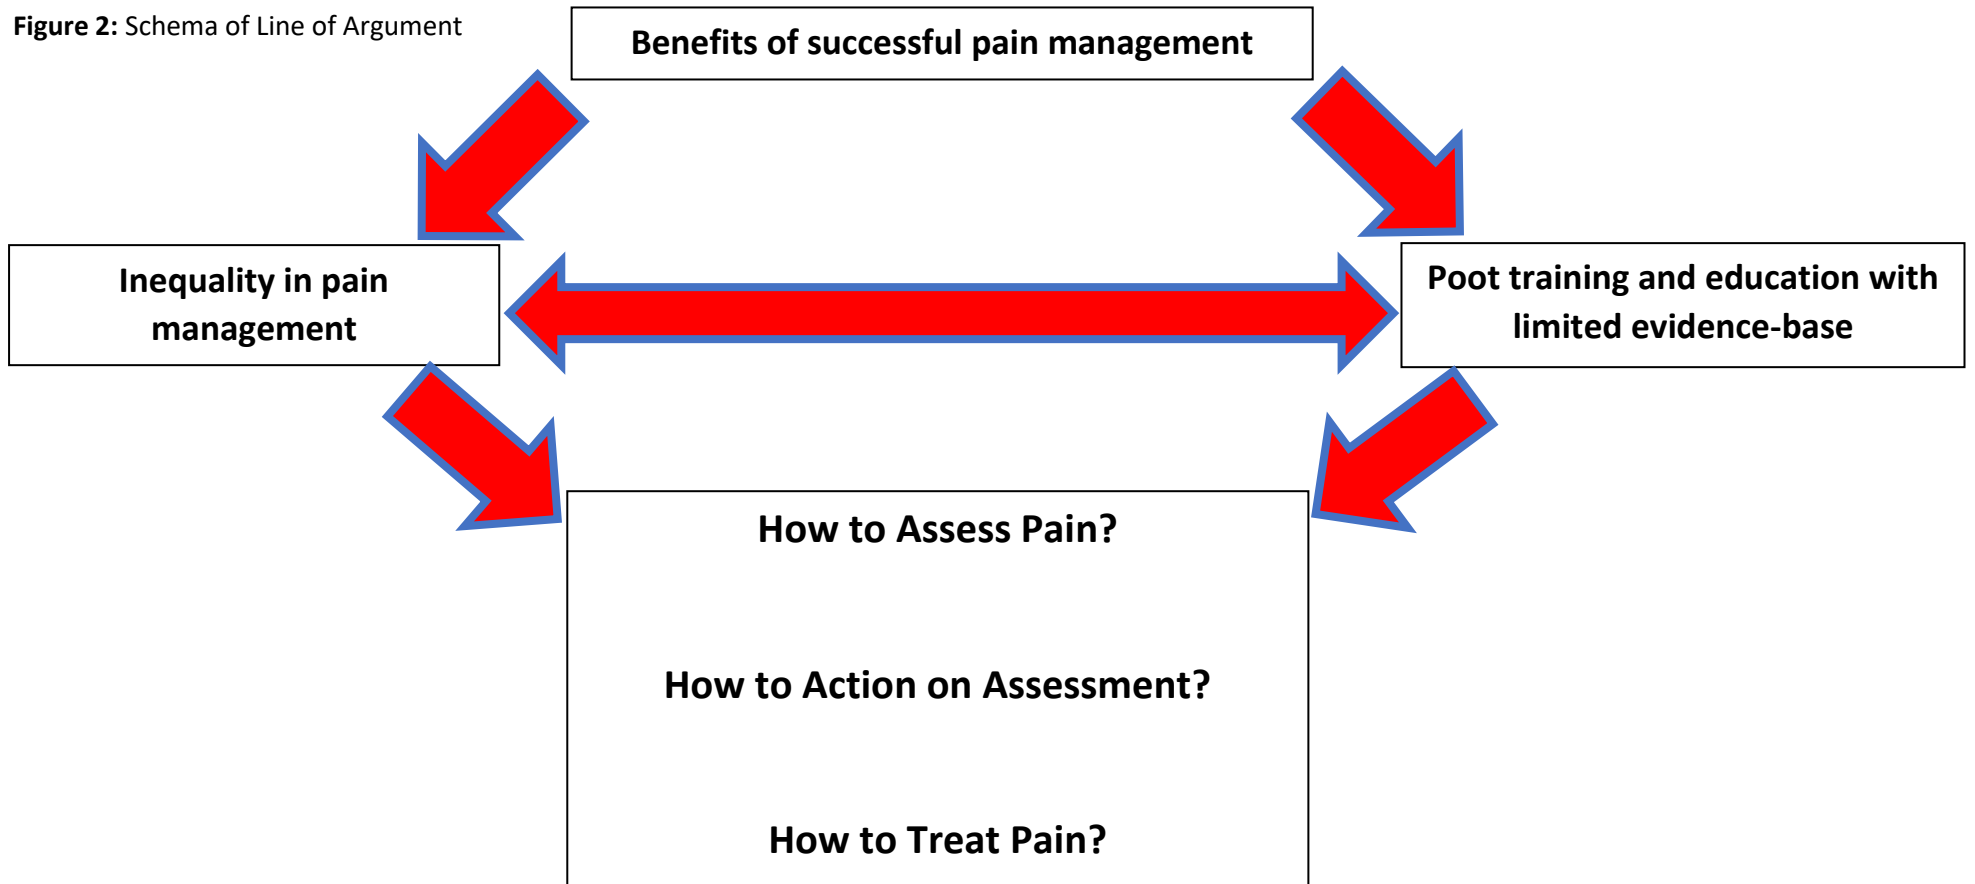 Figure 2: Schema of Line of Argument
Benefits of successful pain management
Inequality in pain
management
Poot training and education with
limited evidence-base
How to Assess Pain?
How to Action on Assessment?
How to Treat Pain?